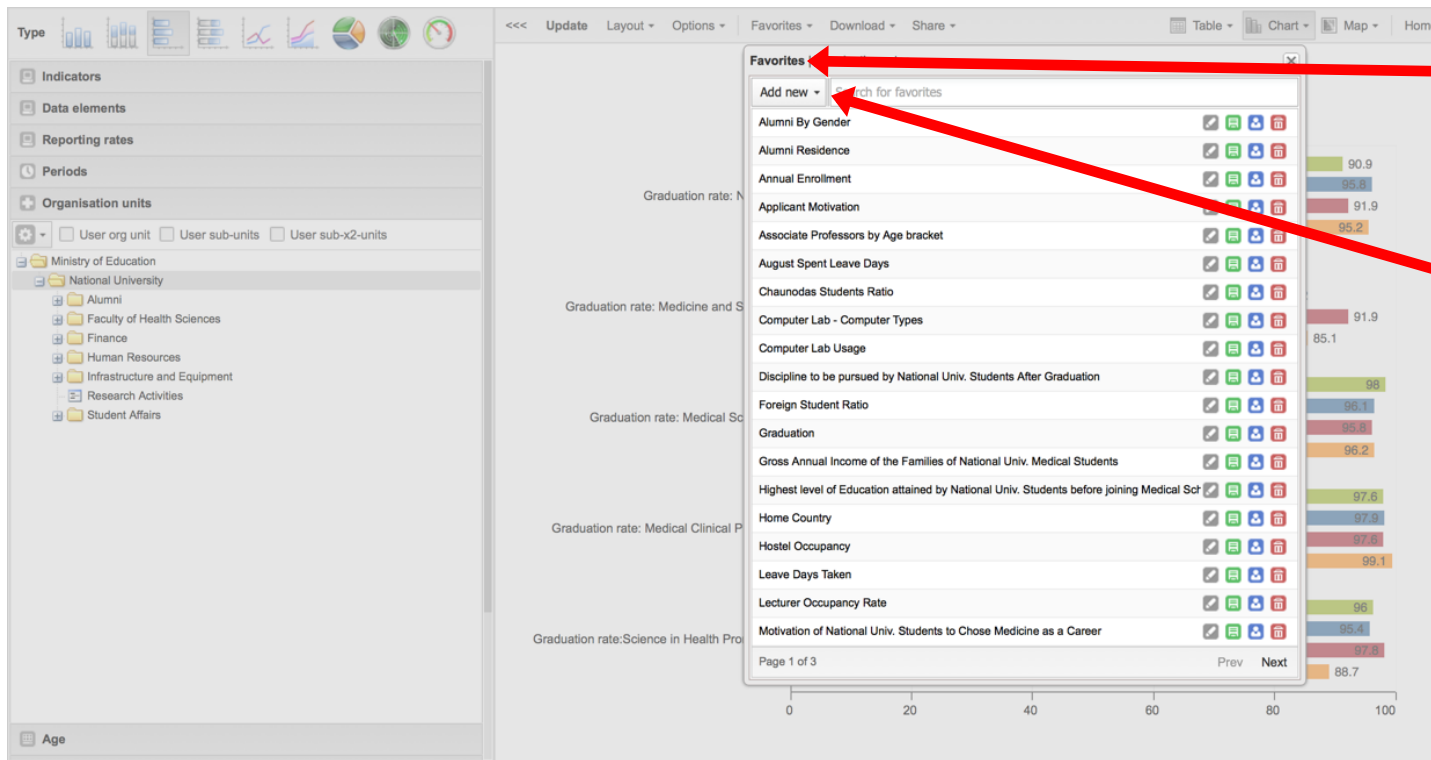 Type
<<< Update Layout Options Favorites Download Share Table Chart Map Hom
Indicators
Data elements
Reporting rates
Periods
Organisation units
User org unit User sub-units User sub-x2-units
Ministry of Education
National University
Alumni
Faculty of Health Sciences
Finance
Human Resources
Infrastructure and Equipment
Research Activities
Student Affairs
Age
Favorites
Add new Search for favorites
Alumni By Gender
Alumni Residence
Annual Enrollment
Applicant Motivation
Associate Professors by Age bracket
August Spent Leave Days
Chaunodas Students Ratio
Computer Lab - Computer Types
Computer Lab Usage
Discipline to be pursued by National Univ. Students After Graduation
Foreign Student Ratio
Graduation
Gross Annual Income of the Families of National Univ. Medical Students
Highest level of Education attained by National Univ. Students before joining Medical Sch
Home Country
Hostel Occupancy
Leave Days Taken
Lecturer Occupancy Rate
Motivation of National Univ. Students to Chose Medicine as a Career
Page 1 of 3 Prev Next
Graduation rate: N
90.9
95.8
91.9
95.2
Graduation rate: Medicine and S
91.9
85.1
Graduation rate: Medical Sc
98
96.1
95.8
96.2
Graduation rate: Medical Clinical P
97.6
97.9
97.6
99.1
Graduation rate:Science in Health Pro
96
95.4
97.8
88.7
0 20 40 60 80 100